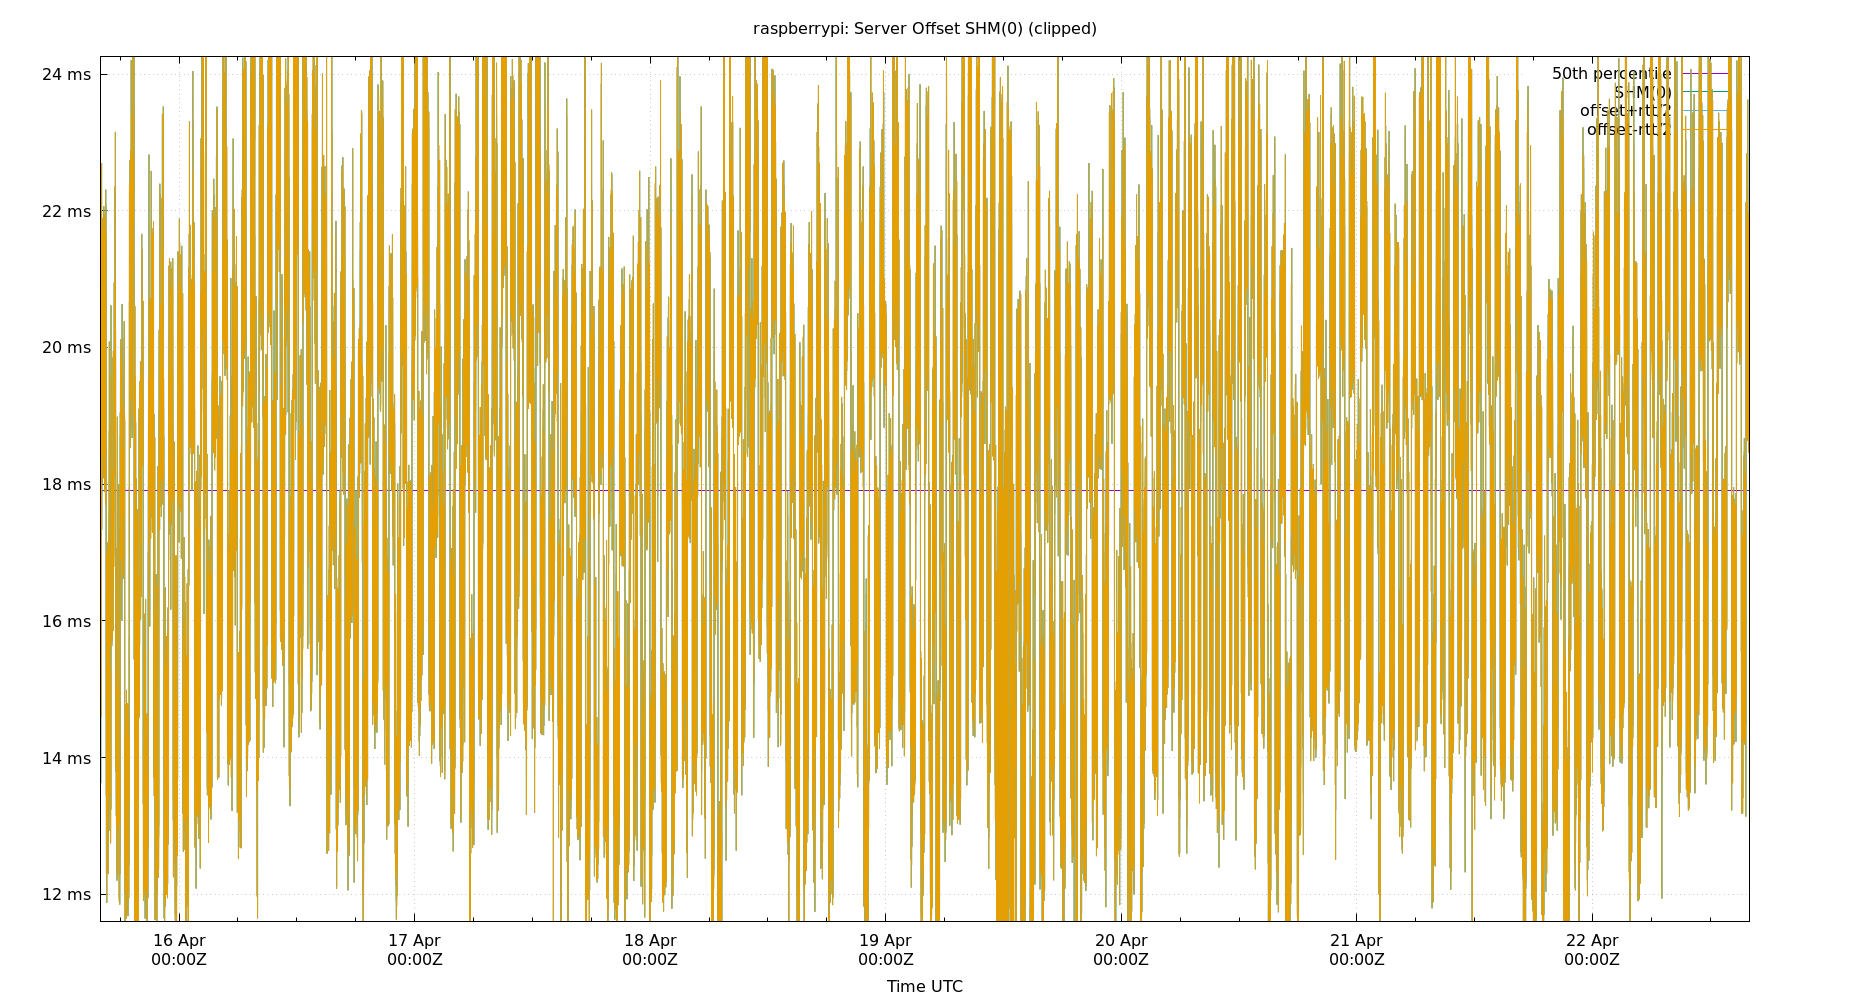 raspberrypi: Server Offset SHM(0) (clipped)
24 ms
22 ms
20 ms
18 ms
16 ms
14 ms
12 ms
50th percentile
SHM(0)
offset+rtt/2
offset-rtt/2
16 Apr
00:00Z
17 Apr
00:00Z
18 Apr
00:00Z
19 Apr
00:00Z
20 Apr
00:00Z
21 Apr
00:00Z
22 Apr
00:00Z
Time UTC